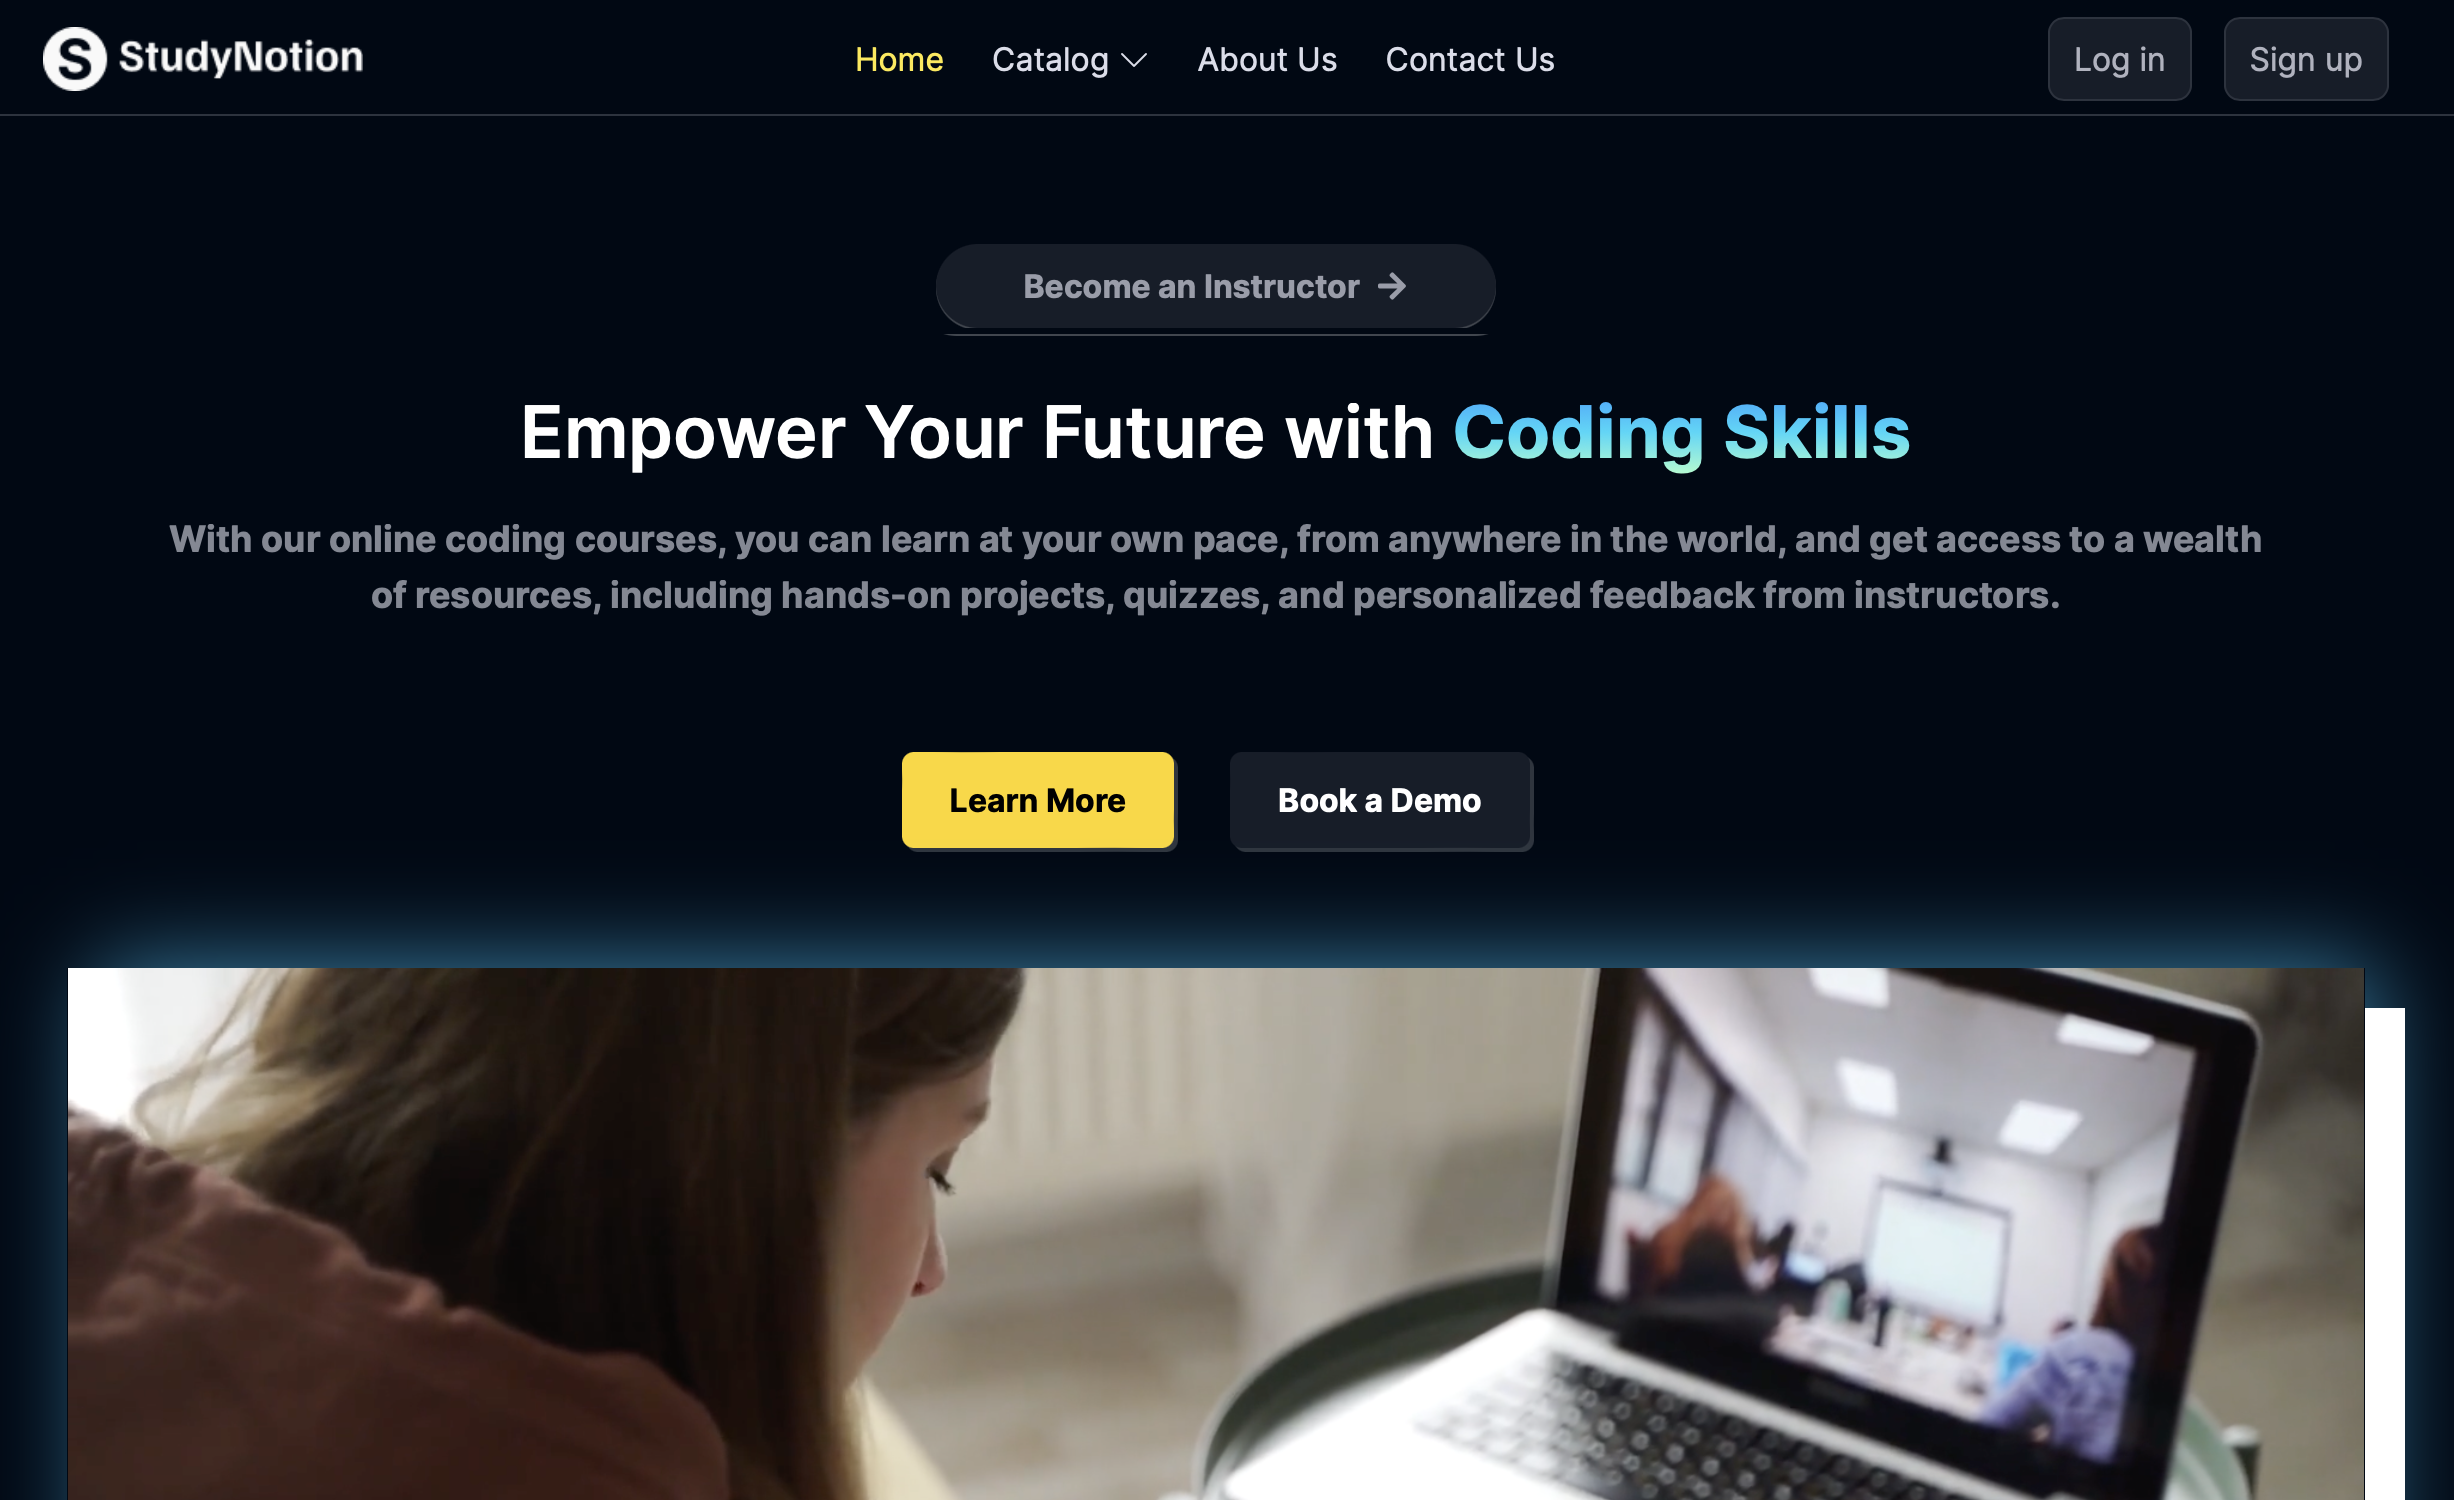 S StudyNotion
Home Catalog About Us Contact Us
Log in Sign up
Become an Instructor
Empower Your Future with Coding Skills
With our online coding courses, you can learn at your own pace, from anywhere in the world, and get access to a wealth
of resources, including hands-on projects, quizzes, and personalized feedback from instructors.
Learn More Book a Demo